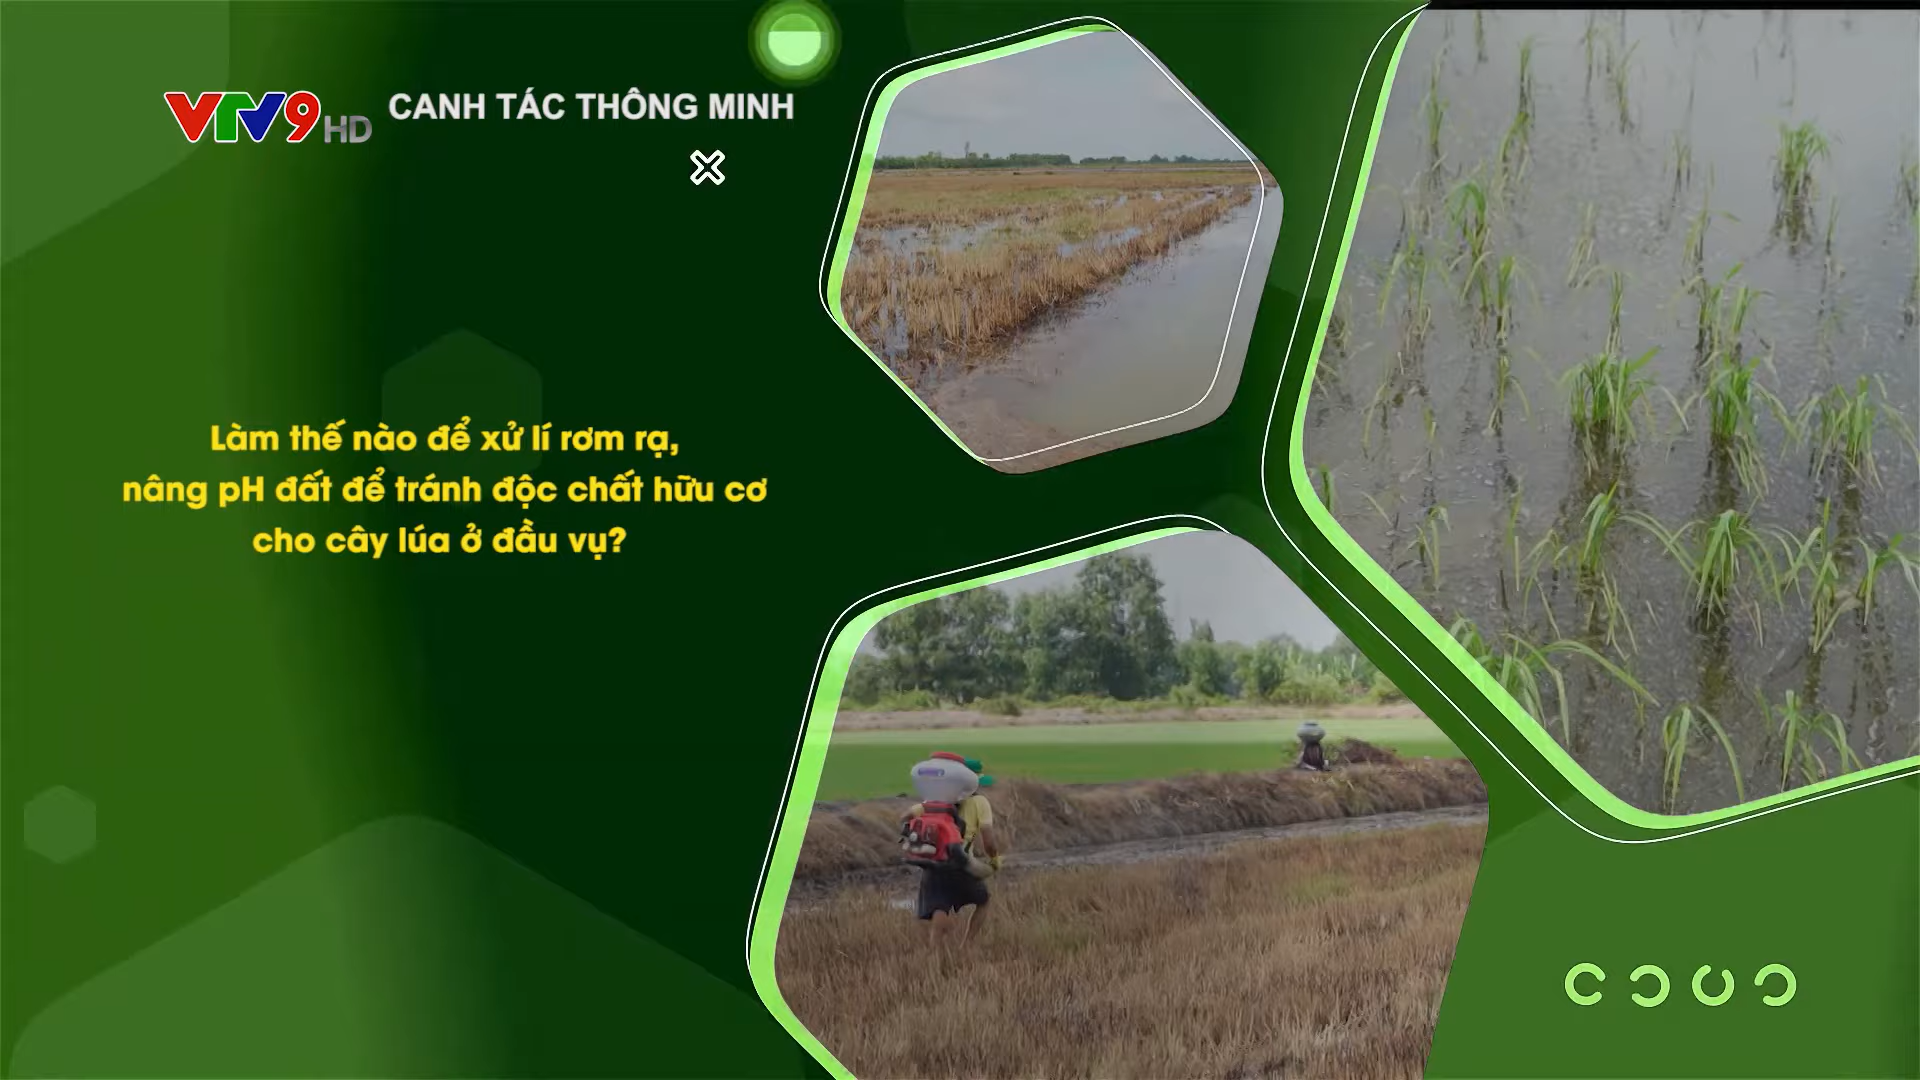 VTV9 HD
CANH TÁC THÔNG MINH
Làm thế nào để xử lí rơm rạ,
nâng pH đất để tránh độc chất hữu cơ
cho cây lúa ở đầu vụ?